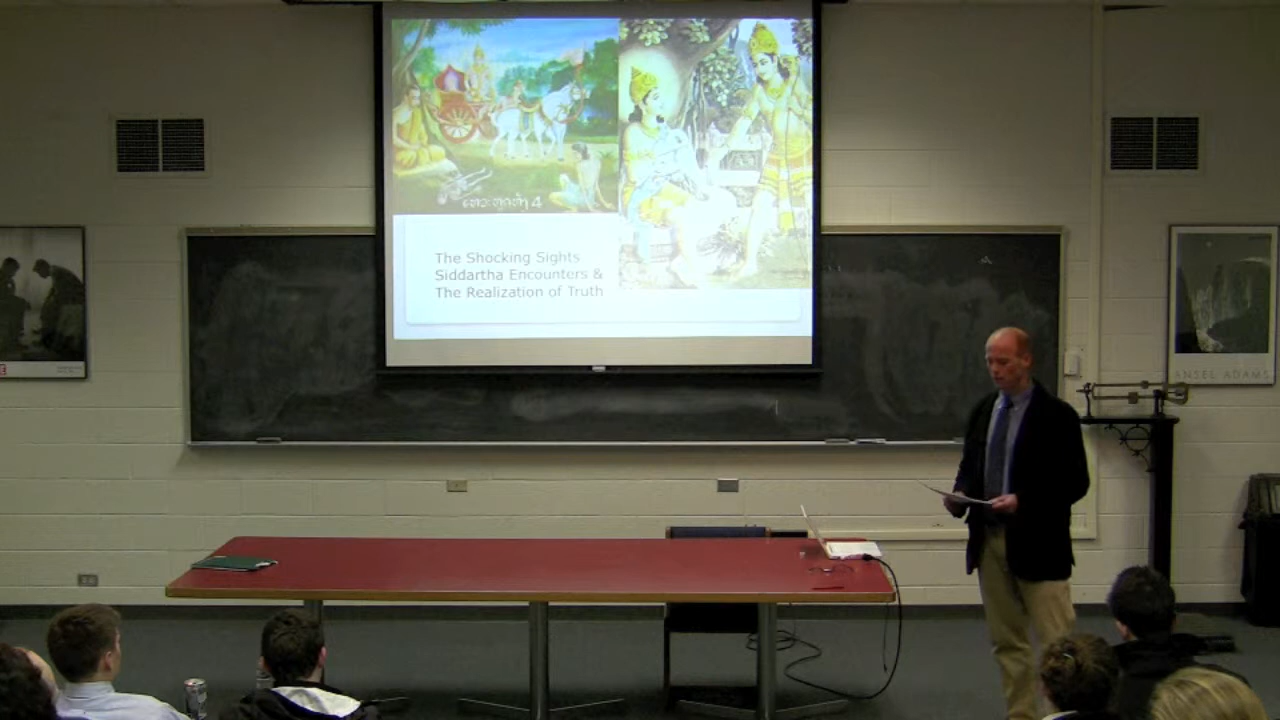 The Shocking Sights
Siddartha Encounters &
The Realization of Truth
ANSEL ADAMS